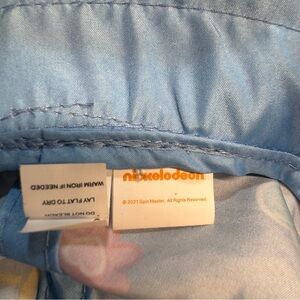 nickelodeon
© 2021 Spin Master. All Rights Reserved.
DO NOT BLEACH
LAY FLAT TO DRY
WARM IRON IF NEEDED